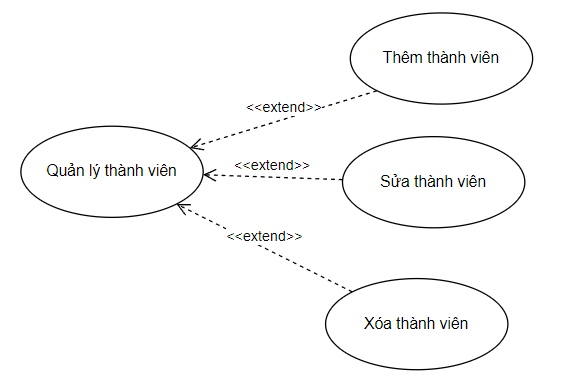 Thêm thành viên
<<extend>>
Quản lý thành viên
<<extend>>
Sửa thành viên
<<extend>>
Xóa thành viên